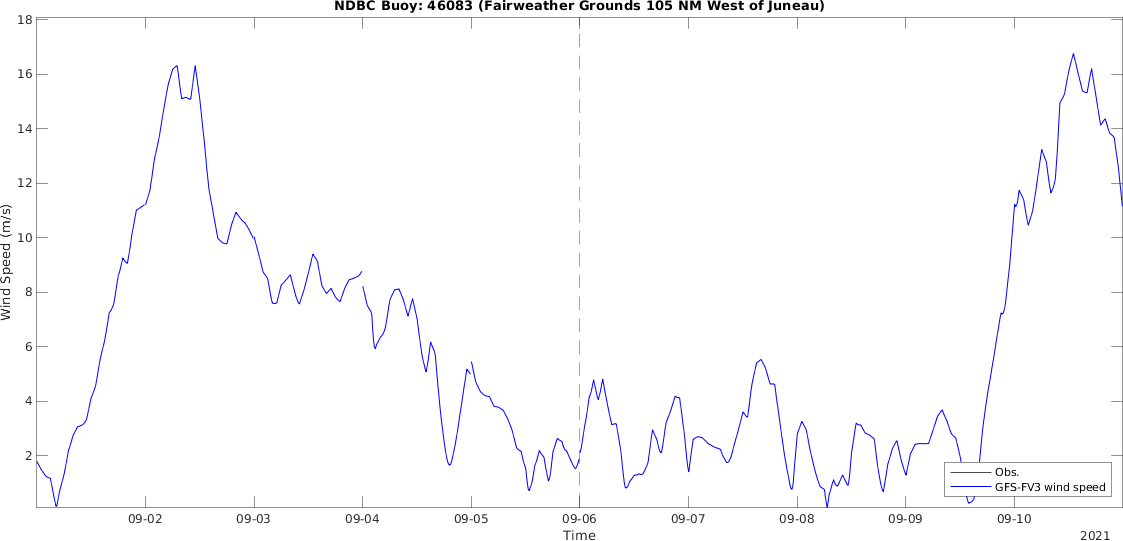 NDBC Buoy: 46083 (Fairweather Grounds 105 NM West of Juneau)
18
16
14
12
10
8
6
4
2
Wind Speed (m/s)
Obs.
GFS-FV3 wind speed
09-02 09-03 09-04 09-05 09-06 09-07 09-08 09-09 09-10
Time
2021